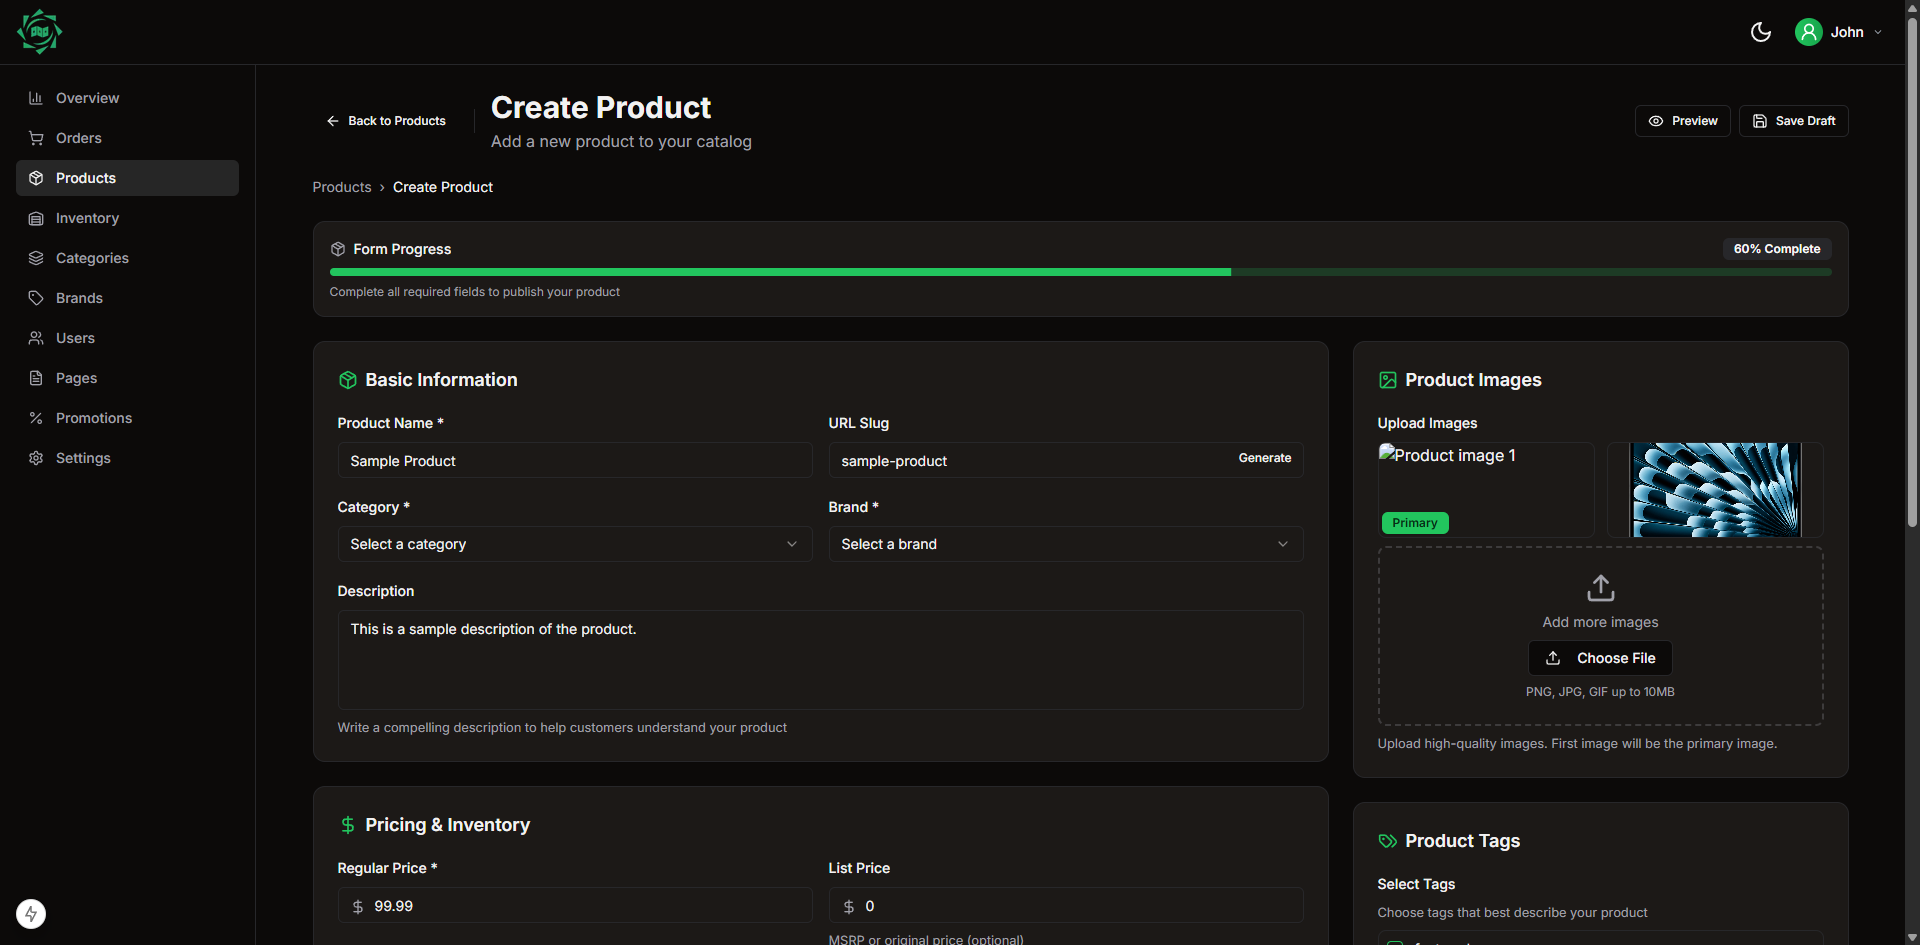 John
Overview
Orders
Products
Inventory
Categories
Brands
Users
Pages
Promotions
Settings
Back to Products
Create Product
Add a new product to your catalog
Preview
Save Draft
Products › Create Product
Form Progress
60% Complete
Complete all required fields to publish your product
Basic Information
Product Name *
Sample Product
URL Slug
sample-product
Generate
Category *
Select a category
Brand *
Select a brand
Description
This is a sample description of the product.
Write a compelling description to help customers understand your product
Pricing & Inventory
Regular Price *
$ 99.99
List Price
$ 0
MSRP or original price (optional)
Product Images
Upload Images
Product image 1
Primary
Add more images
Choose File
PNG, JPG, GIF up to 10MB
Upload high-quality images. First image will be the primary image.
Product Tags
Select Tags
Choose tags that best describe your product